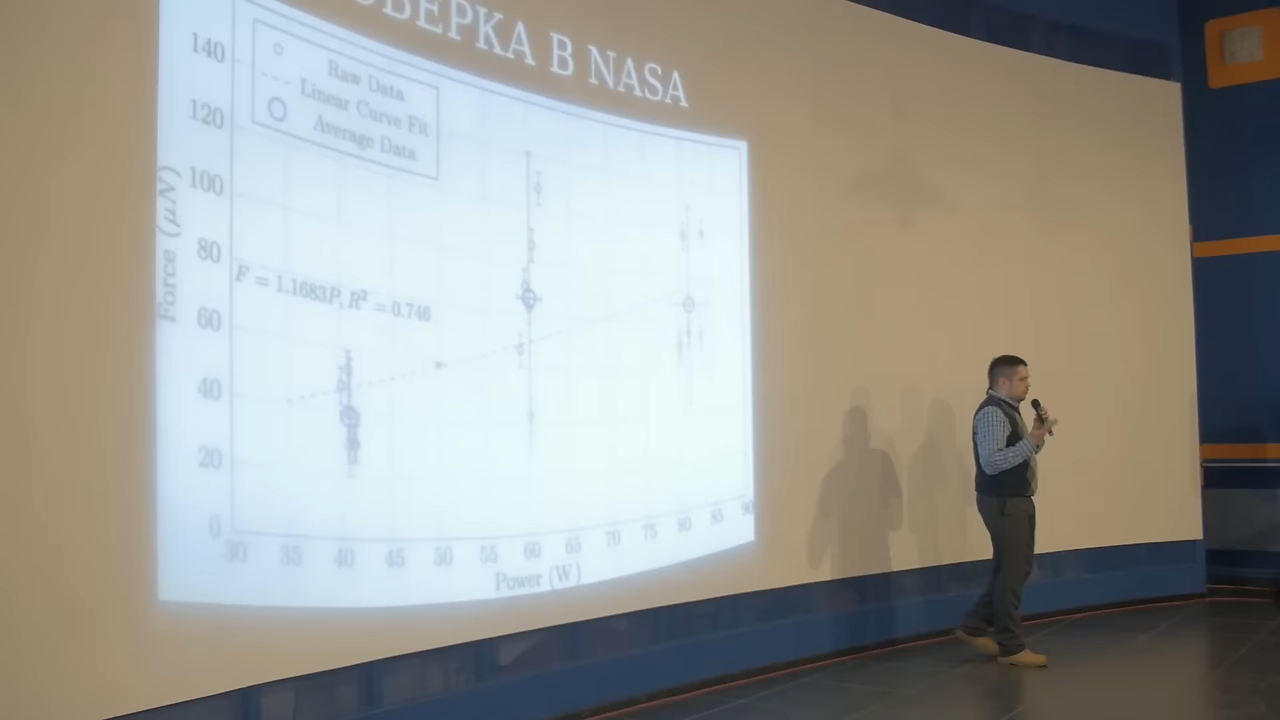 ОВЕРКА В NASA
140
120
100
80
60
40
20
0
Force (μN)
Raw Data
Linear Curve Fit
Average Data
F = 1.1683P, R² = 0.746
30 35 40 45 50 55 60 65 70 75 80 85 90
Power (W)